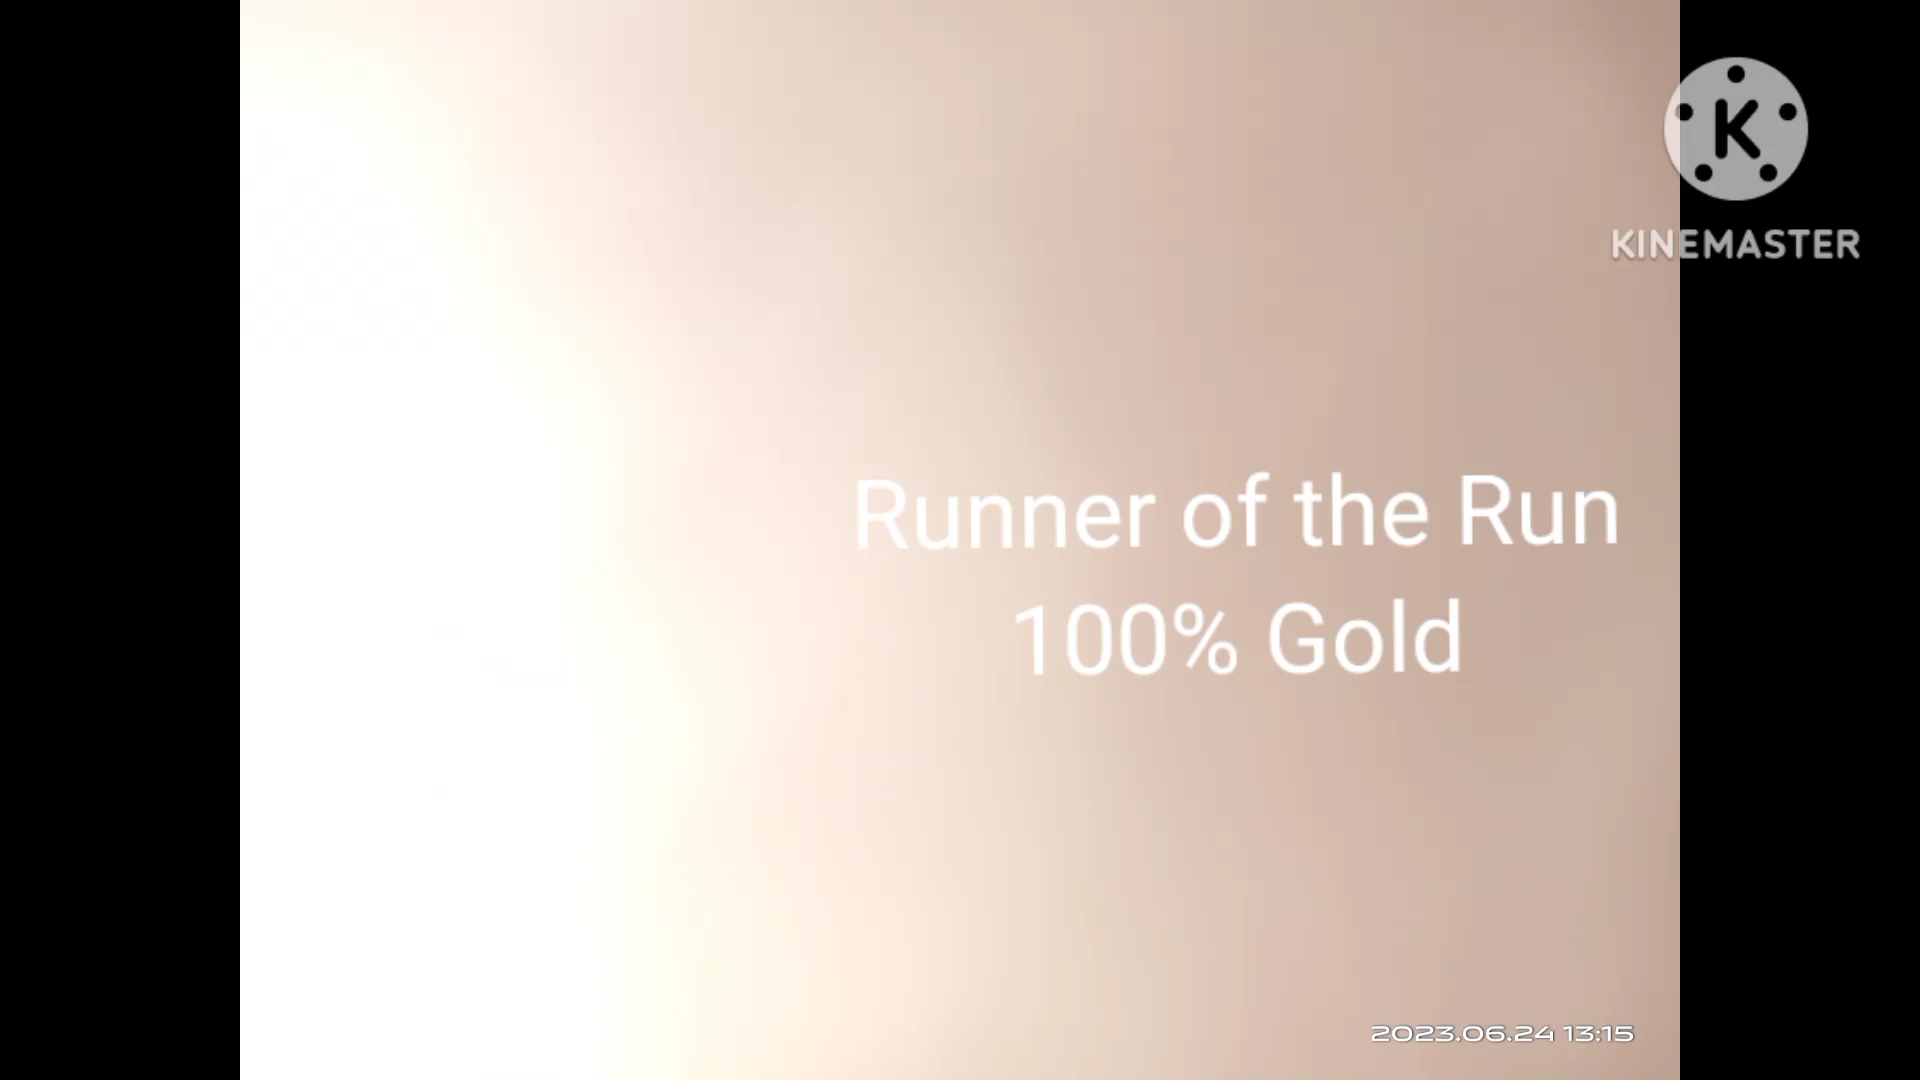 K
KINEMASTER
Runner of the Run
100% Gold
2023.06.24 13:15